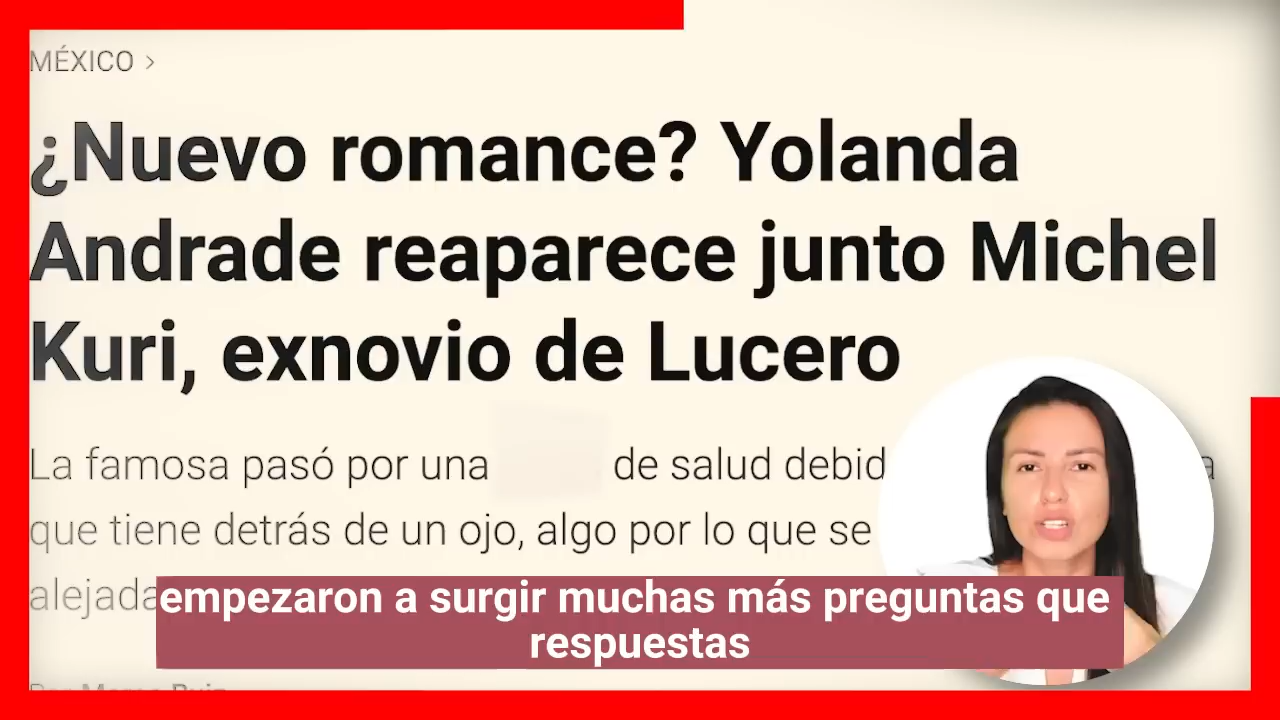 MÉXICO >
¿Nuevo romance? Yolanda
Andrade reaparece junto Michel
Kuri, exnovio de Lucero
La famosa pasó por una de salud debid
que tiene detrás de un ojo, algo por lo que se
alejada
empezaron a surgir muchas más preguntas que
respuestas